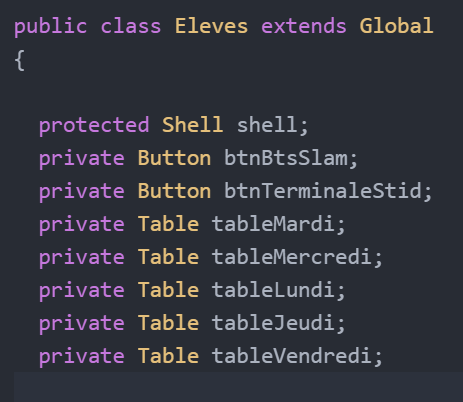 public class Eleves extends Global
{
protected Shell shell;
private Button btnBtsSlam;
private Button btnTerminaleStid;
private Table tableMardi;
private Table tableMercredi;
private Table tableLundi;
private Table tableJeudi;
private Table tableVendredi;